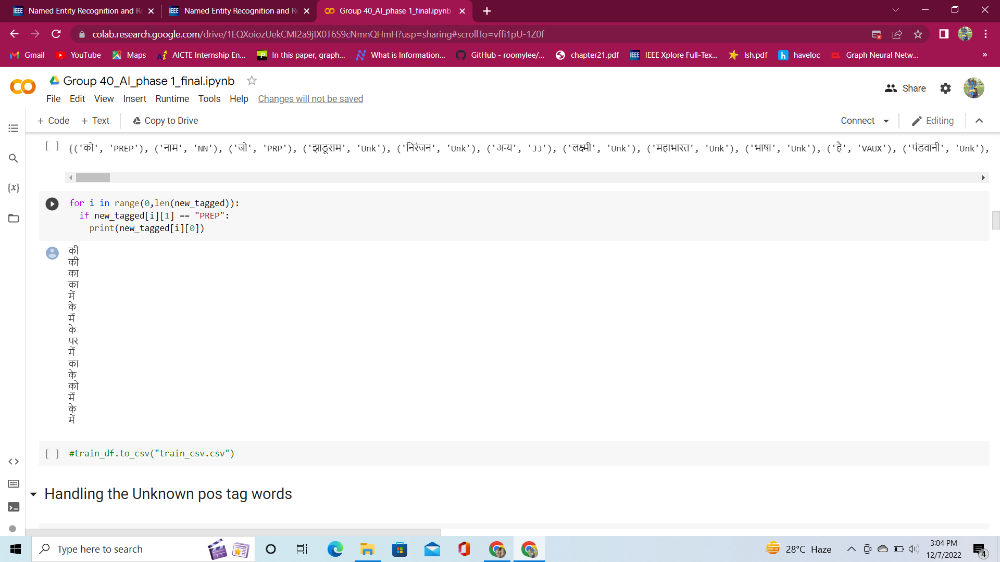 Named Entity Recognition and Re
Named Entity Recognition and Re
Group 40_AI_phase 1_final.ipynb
colab.research.google.com/drive/1EQXoiozUekCMI2a9jIX0T6S9cNmnQHmH?usp=sharing#scrollTo=vffi1pU-1Z0f
Gmail YouTube Maps AICTE Internship En... In this paper, graph... What is Information... GitHub - roomylee/... chapter21.pdf IEEE Xplore Full-Tex... lsh.pdf haveloc Graph Neural Netw... »
Group 40_AI_phase 1_final.ipynb
Share
File Edit View Insert Runtime Tools Help Changes will not be saved
+ Code + Text Copy to Drive Connect Editing
[ ] {('को', 'PREP'), ('नाम', 'NN'), ('जो', 'PRP'), ('झाडूराम', 'Unk'), ('निरंजन', 'Unk'), ('अन्य', 'JJ'), ('लक्ष्मी', 'Unk'), ('महाभारत', 'Unk'), ('भाषा', 'Unk'), ('है', 'VAUX'), ('पंडवानी', 'Unk'),
for i in range(0,len(new_tagged)):
if new_tagged[i][1] == "PREP":
print(new_tagged[i][0])
की
की
का
का
में
के
में
के
पर
में
का
के
को
में
के
में
[ ] #train_df.to_csv("train_csv.csv")
Handling the Unknown pos tag words
Type here to search
28°C Haze
3:04 PM
12/7/2022
4